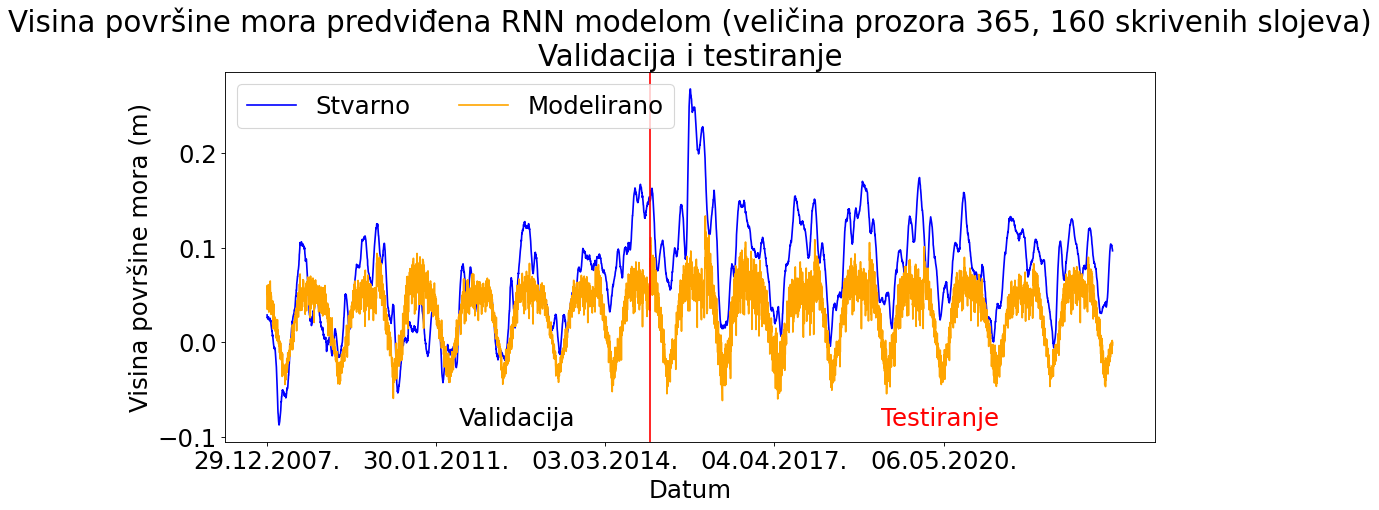 Visina površine mora predviđena RNN modelom (veličina prozora 365, 160 skrivenih slojeva)
Validacija i testiranje
Stvarno Modelirano
Visina površine mora (m)
0.2
0.1
0.0
−0.1
Validacija Testiranje
29.12.2007. 30.01.2011. 03.03.2014. 04.04.2017. 06.05.2020.
Datum